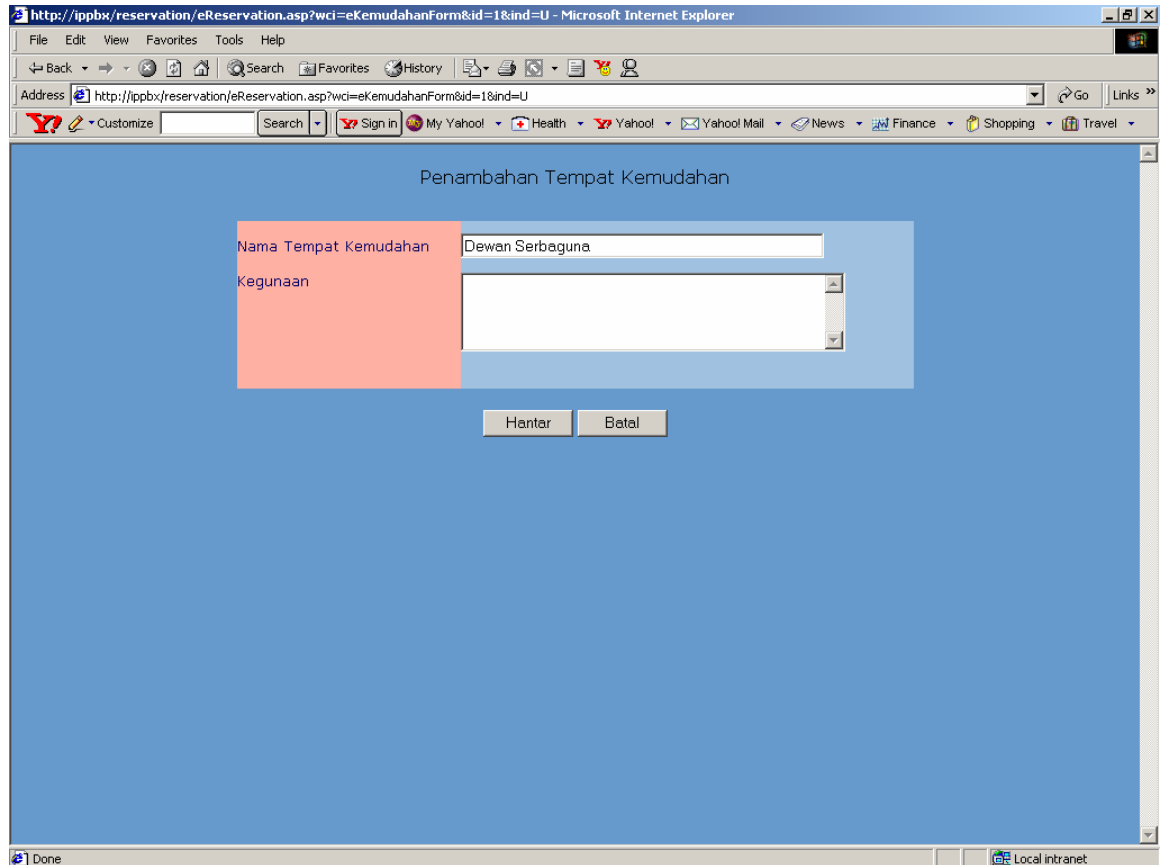 http://ippbx/reservation/eReservation.asp?wci=eKemudahanForm&id=1&ind=U - Microsoft Internet Explorer
File Edit View Favorites Tools Help
Back Search Favorites History
Address http://ippbx/reservation/eReservation.asp?wci=eKemudahanForm&id=1&ind=U Go Links »
Y! Customize Search Sign in My Yahoo! Health Yahoo! Yahoo! Mail News Finance Shopping Travel
Penambahan Tempat Kemudahan
Nama Tempat Kemudahan Dewan Serbaguna
Kegunaan
Hantar Batal
Done Local intranet